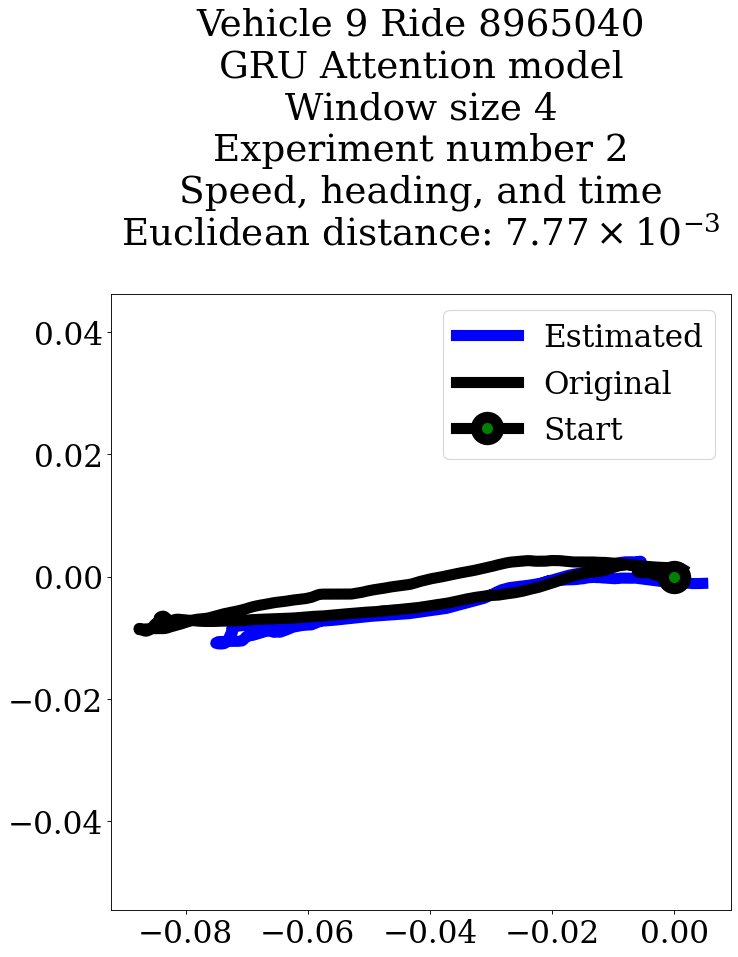 Vehicle 9 Ride 8965040
GRU Attention model
Window size 4
Experiment number 2
Speed, heading, and time
Euclidean distance: 7.77 × 10⁻³
Estimated
Original
Start
0.04
0.02
0.00
−0.02
−0.04
−0.08 −0.06 −0.04 −0.02 0.00